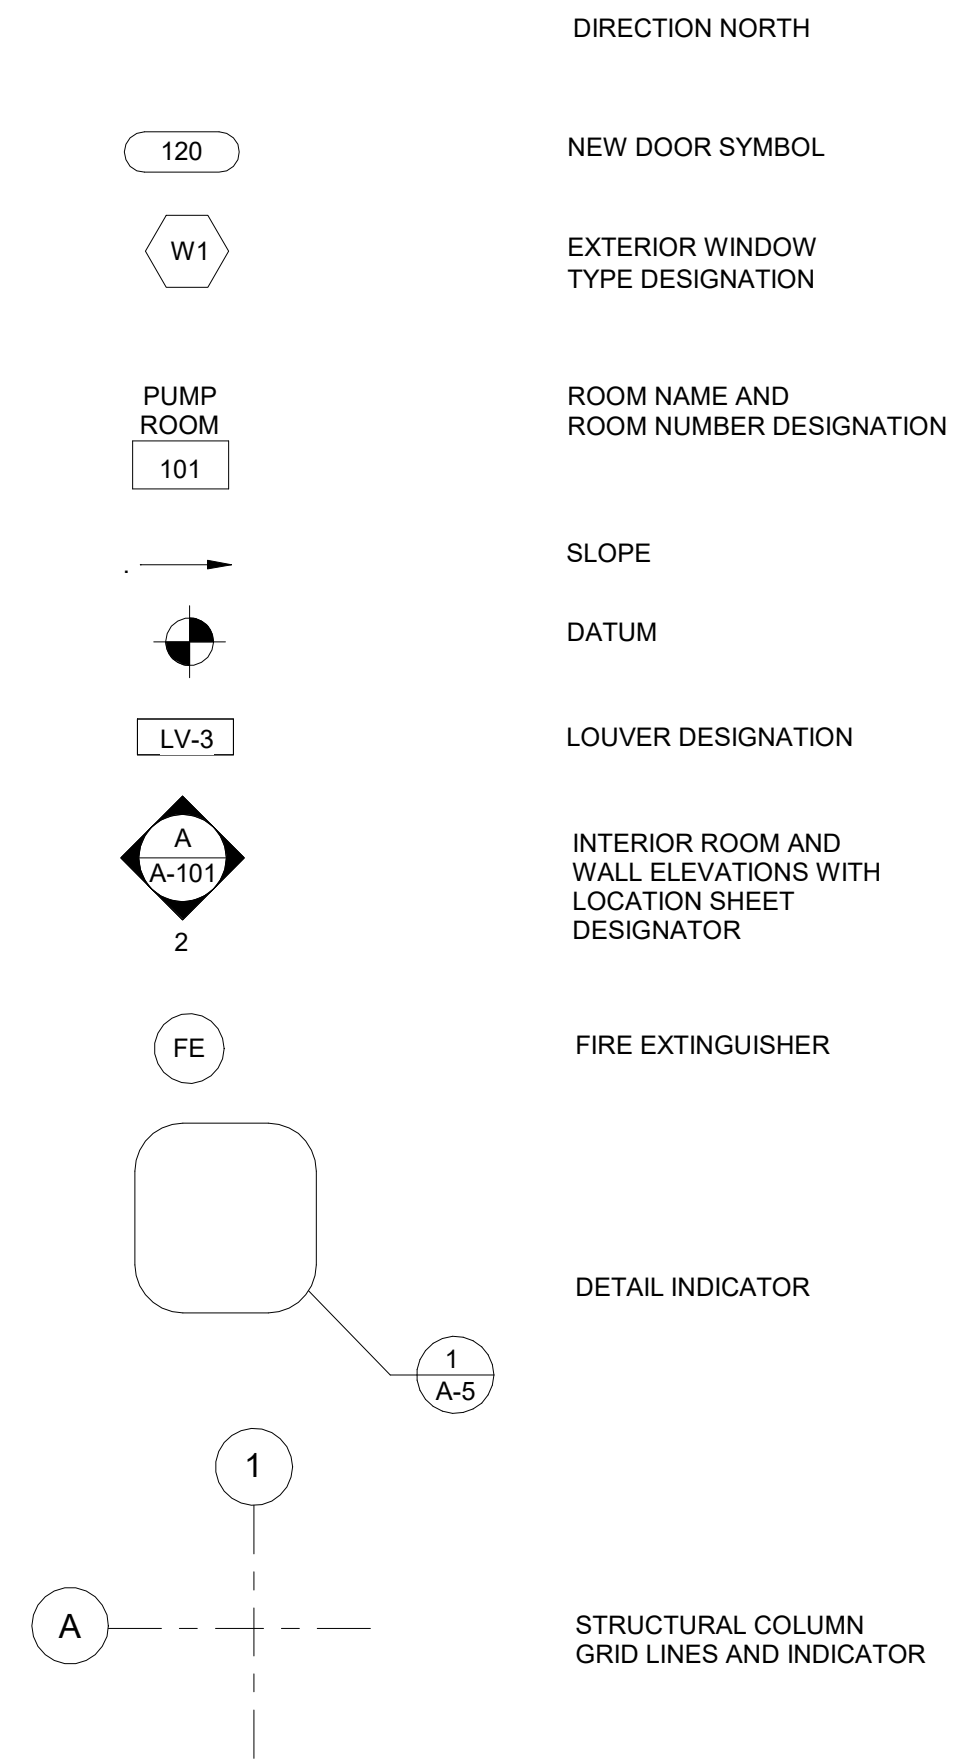 DIRECTION NORTH
120
NEW DOOR SYMBOL
W1
EXTERIOR WINDOW
TYPE DESIGNATION
PUMP
ROOM
101
ROOM NAME AND
ROOM NUMBER DESIGNATION
.
SLOPE
DATUM
LV-3
LOUVER DESIGNATION
A
A-101
2
INTERIOR ROOM AND
WALL ELEVATIONS WITH
LOCATION SHEET
DESIGNATOR
FE
FIRE EXTINGUISHER
DETAIL INDICATOR
1
A-5
1
A
STRUCTURAL COLUMN
GRID LINES AND INDICATOR